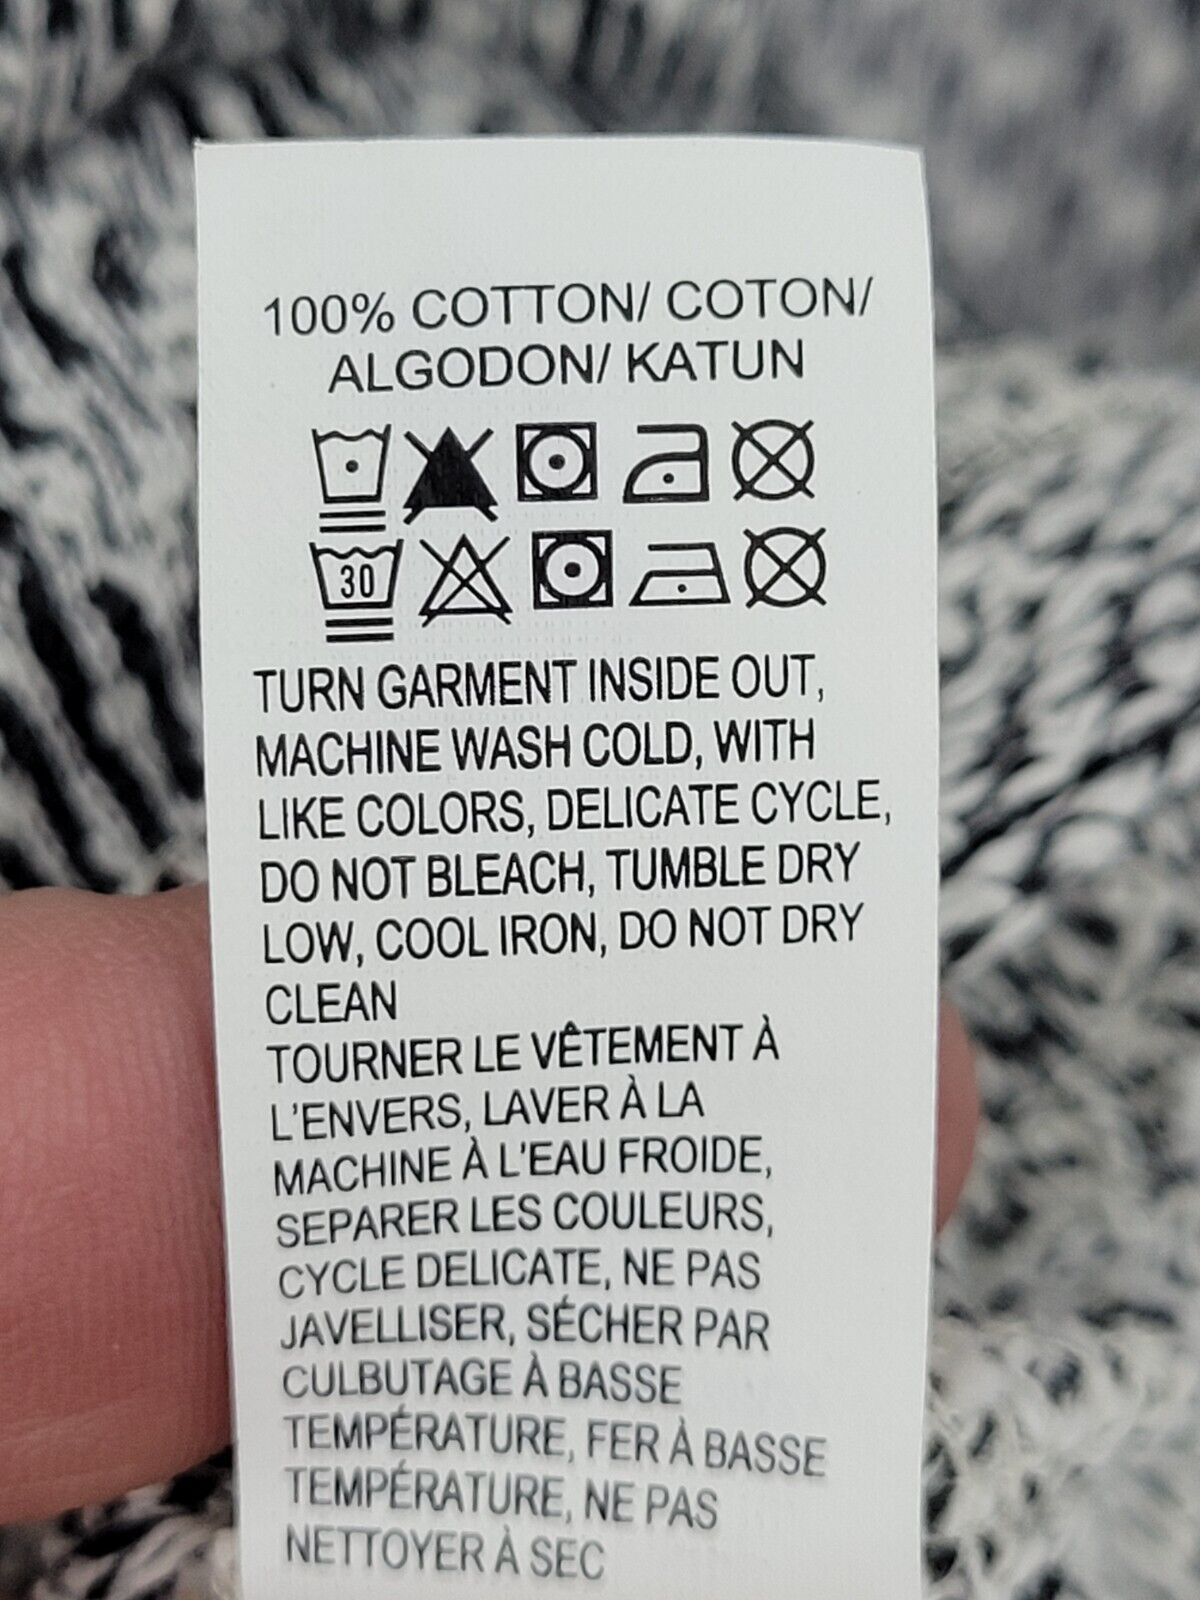 100% COTTON/ COTON/
ALGODON/ KATUN
30
TURN GARMENT INSIDE OUT,
MACHINE WASH COLD, WITH
LIKE COLORS, DELICATE CYCLE,
DO NOT BLEACH, TUMBLE DRY
LOW, COOL IRON, DO NOT DRY
CLEAN
TOURNER LE VÊTEMENT À
L'ENVERS, LAVER À LA
MACHINE À L'EAU FROIDE,
SEPARER LES COULEURS,
CYCLE DELICATE, NE PAS
JAVELLISER, SÉCHER PAR
CULBUTAGE À BASSE
TEMPÉRATURE, FER À BASSE
TEMPÉRATURE, NE PAS
NETTOYER À SEC